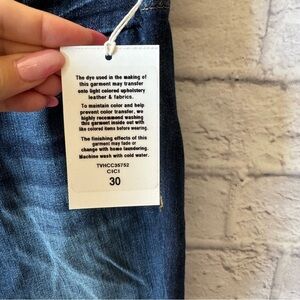 The dye used in the making of
this garment may transfer
onto light colored upholstery
leather & fabrics.
To maintain color and help
prevent color transfer, we
highly recommend washing
this garment inside out with
like colored items before wearing.
The finishing effects of this
garment may fade or
change with home laundering.
Machine wash with cold water.
TVHCC35752
CICI
30